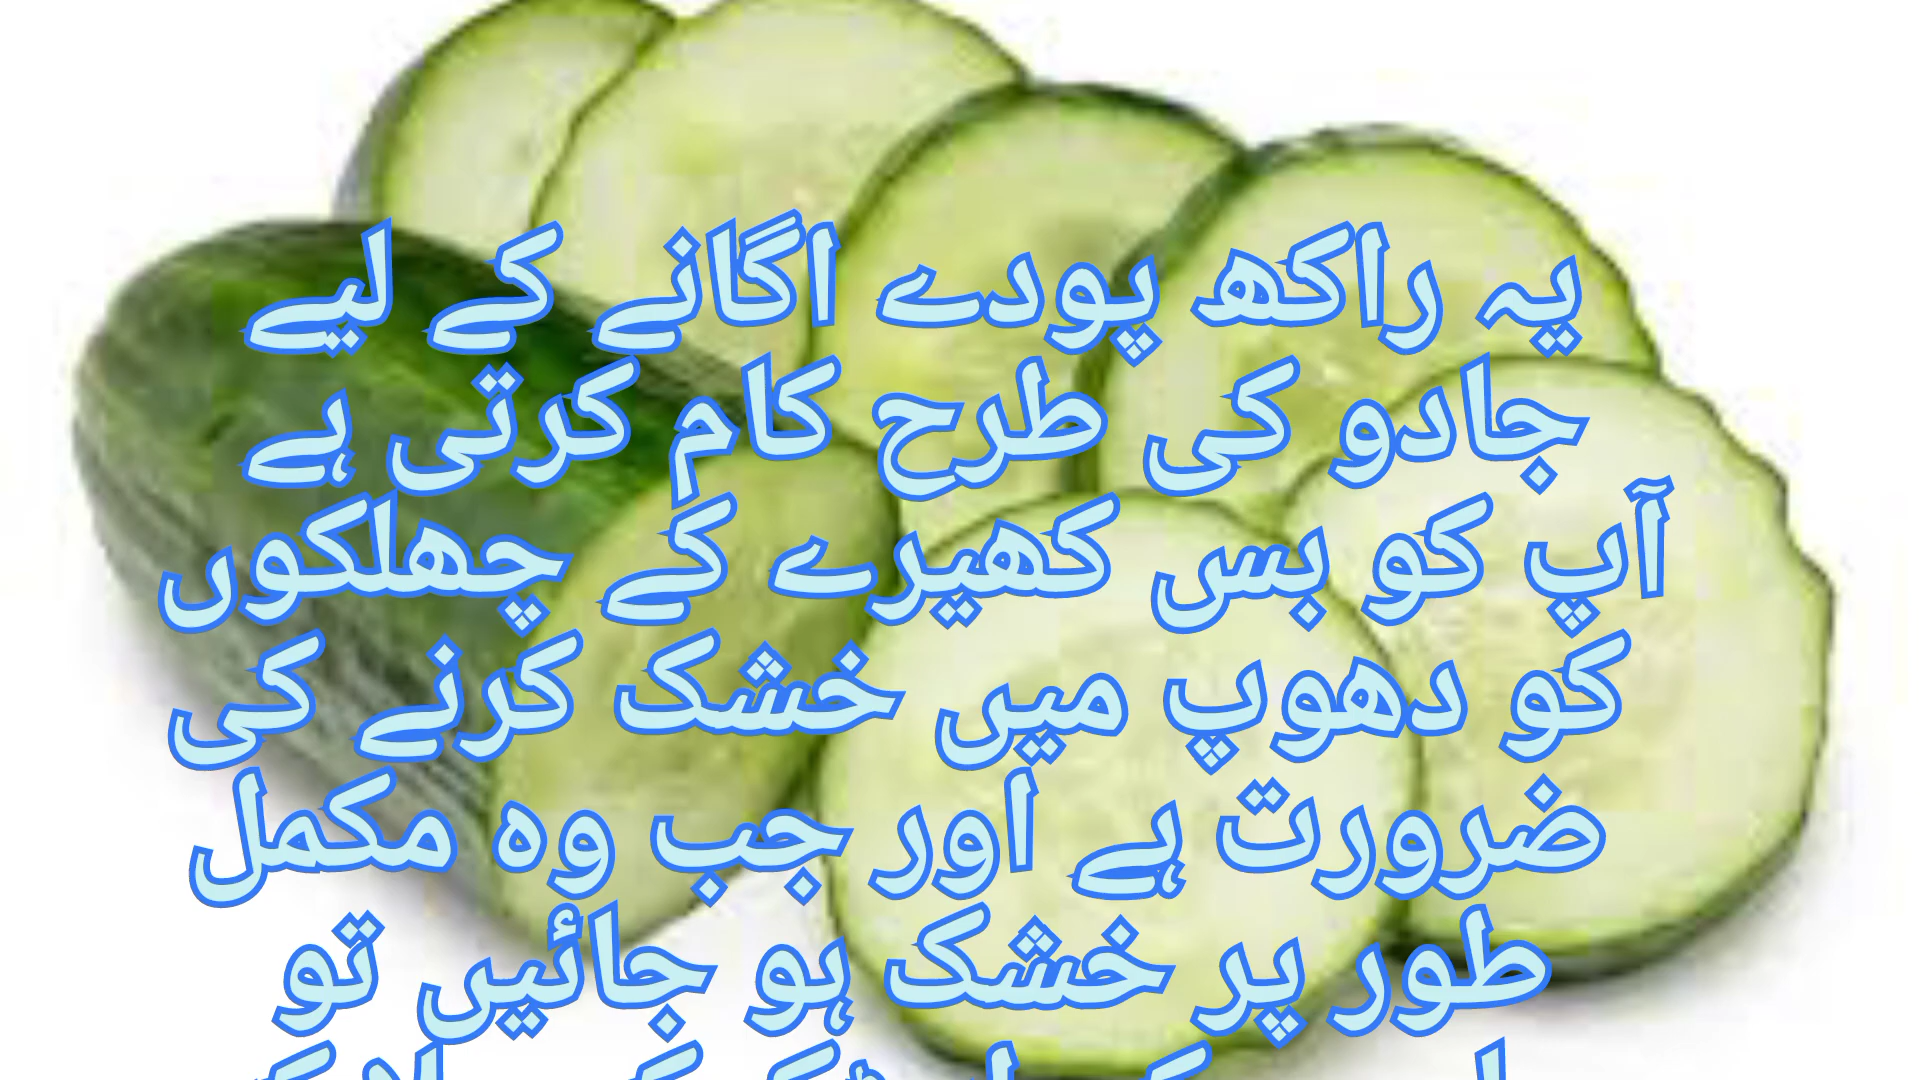 یہ راکھ پودے اگانے کے لیے
جادو کی طرح کام کرتی ہے
آپ کو بس کھیرے کے چھلکوں
کو دھوپ میں خشک کرنے کی
ضرورت ہے اور جب وہ مکمل
طور پر خشک ہو جائیں تو